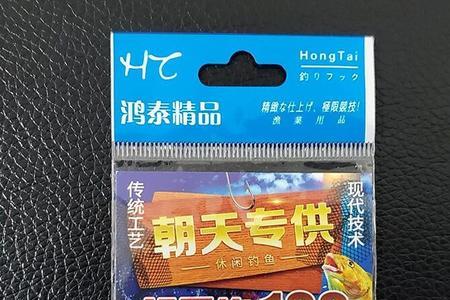 HT
HongTai
釣りフック
鸿泰精品
精緻な仕上げ、極限競技!
漁業用品
传统工艺
现代技术
朝天专供
休闲钓鱼